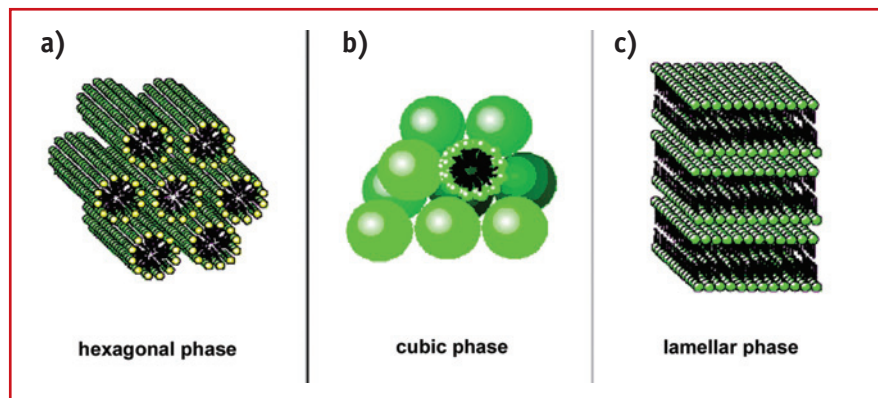 a)
b)
c)
hexagonal phase
cubic phase
lamellar phase